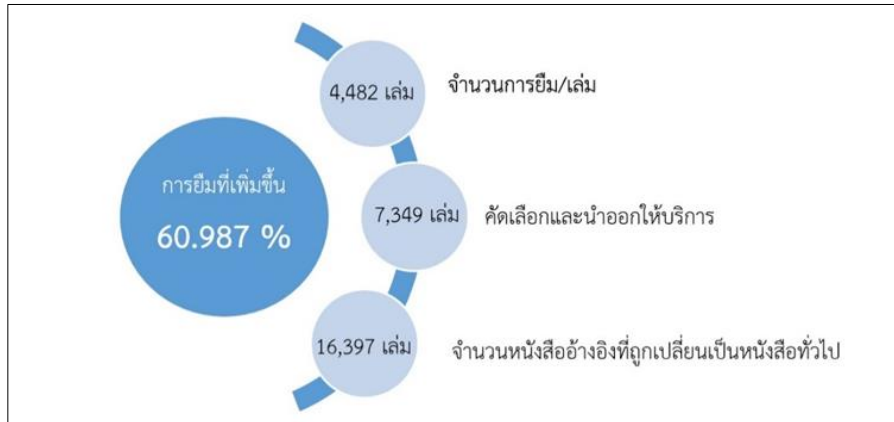 4,482 เล่ม
จำนวนการยืม/เล่ม
การยืมที่เพิ่มขึ้น
60.987 %
7,349 เล่ม
คัดเลือกและนำออกให้บริการ
16,397 เล่ม
จำนวนหนังสืออ้างอิงที่ถูกเปลี่ยนเป็นหนังสือทั่วไป